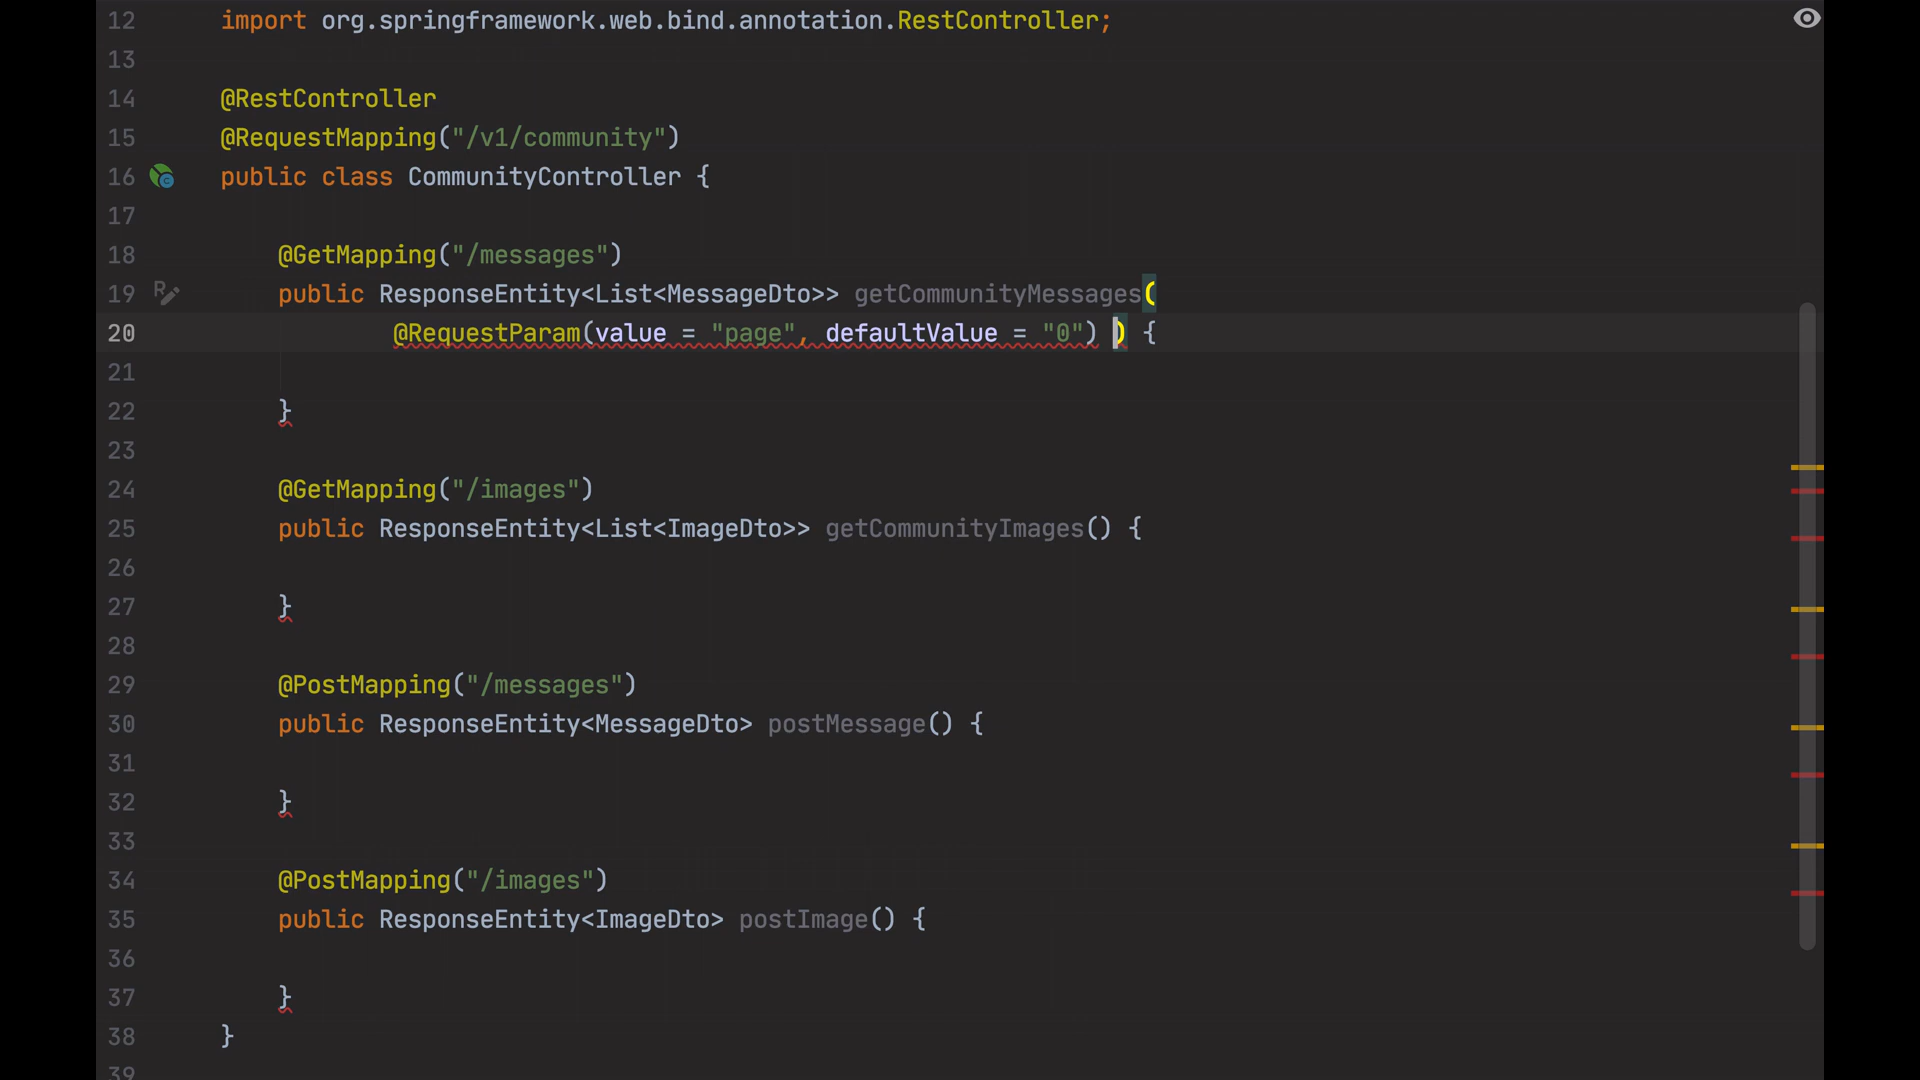 12 import org.springframework.web.bind.annotation.RestController;
13
14 @RestController
15 @RequestMapping("/v1/community")
16 public class CommunityController {
17
18 @GetMapping("/messages")
19 public ResponseEntity<List<MessageDto>> getCommunityMessages(
20 @RequestParam(value = "page", defaultValue = "0") ) {
21
22 }
23
24 @GetMapping("/images")
25 public ResponseEntity<List<ImageDto>> getCommunityImages() {
26
27 }
28
29 @PostMapping("/messages")
30 public ResponseEntity<MessageDto> postMessage() {
31
32 }
33
34 @PostMapping("/images")
35 public ResponseEntity<ImageDto> postImage() {
36
37 }
38 }
39